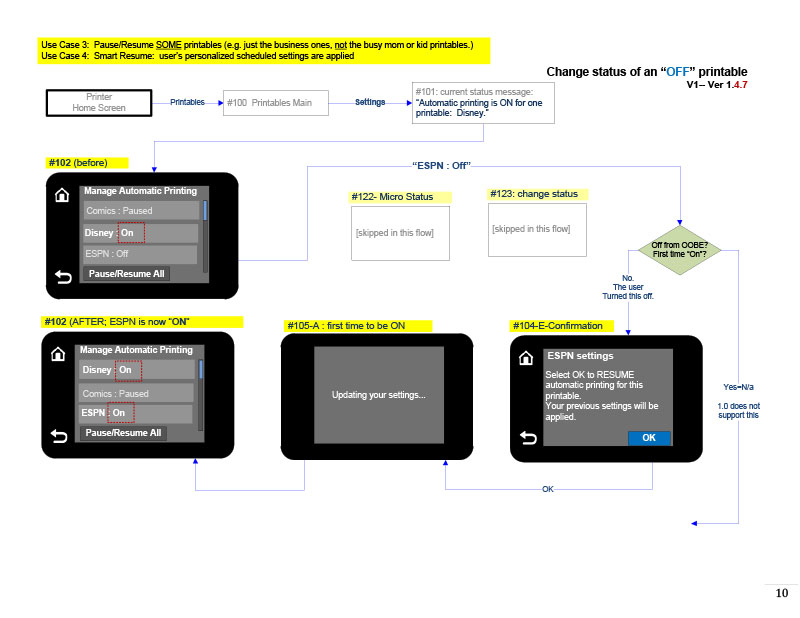 Use Case 3: Pause/Resume SOME printables (e.g. just the business ones, not the busy mom or kid printables.)
Use Case 4: Smart Resume: user's personalized scheduled settings are applied
Change status of an “OFF” printable
V1– Ver 1.4.7
Printer
Home Screen
Printables
#100 Printables Main
Settings
#101: current status message:
“Automatic printing is ON for one
printable: Disney.”
#102 (before)
Manage Automatic Printing
Comics : Paused
Disney : On
ESPN : Off
Pause/Resume All
“ESPN : Off”
#122- Micro Status
[skipped in this flow]
#123: change status
[skipped in this flow]
Off from OOBE?
First time “On”?
No.
The user
Turned this off.
Yes=N/a
1.0 does not
support this
#102 (AFTER; ESPN is now “ON“
Manage Automatic Printing
Disney : On
Comics : Paused
ESPN : On
Pause/Resume All
#105-A : first time to be ON
Updating your settings...
#104-E-Confirmation
ESPN settings
Select OK to RESUME
automatic printing for this
printable.
Your previous settings will be
applied.
OK
OK
10